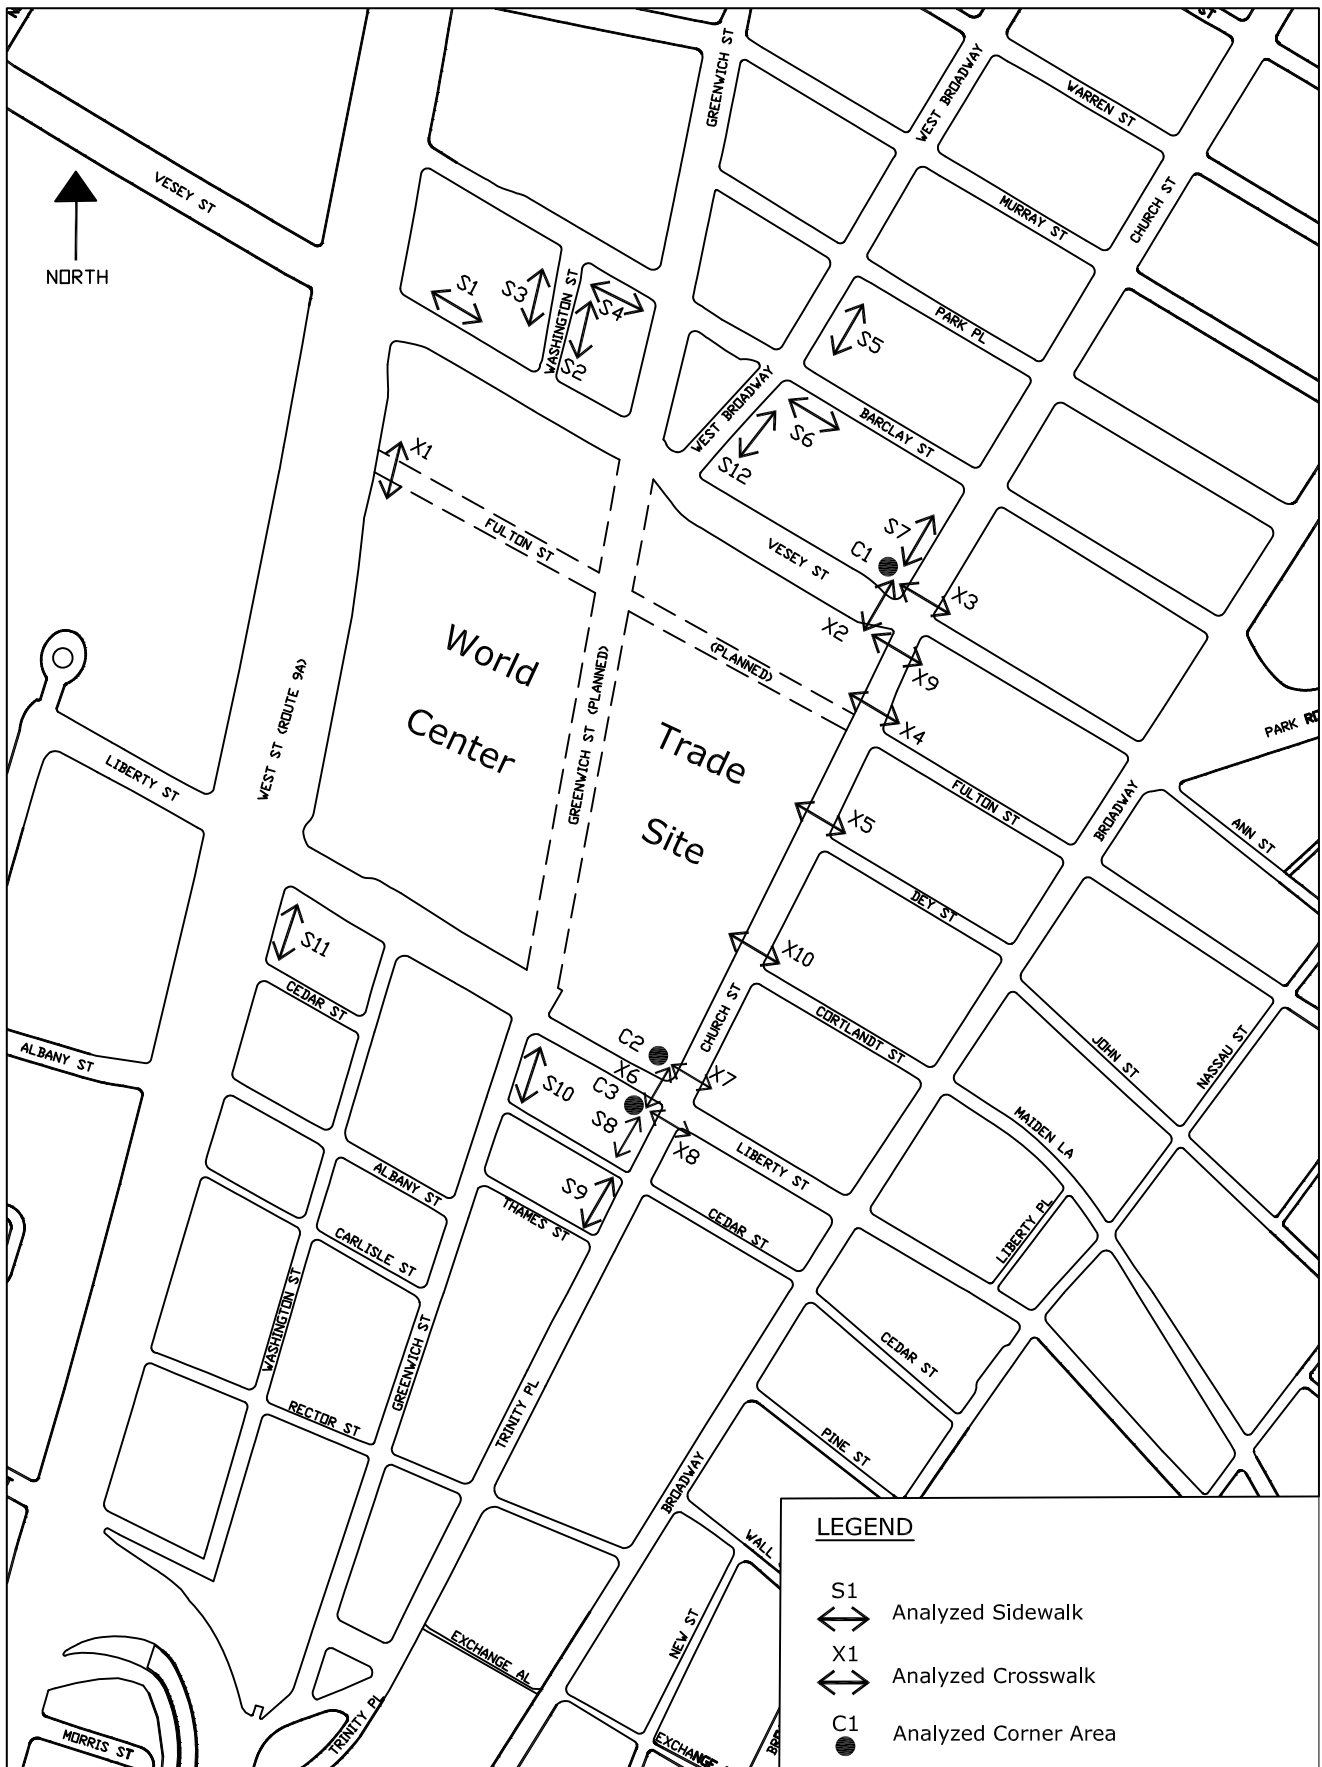 GREENWICH ST
WEST BROADWAY
ST
WARREN ST
CHURCH ST
MURRAY ST
VESEY ST
NORTH
PARK PL
S1
S3
WASHINGTON ST
S4
S2
S5
WEST BROADWAY
BARCLAY ST
S6
S12
X1
FULTON ST
S7
C1
VESEY ST
X3
X2
X9
X4
World
Center
Trade
Site
(PLANNED)
GREENWICH ST (PLANNED)
WEST ST (ROUTE 9A)
LIBERTY ST
PARK RO
FULTON ST
BROADWAY
ANN ST
X5
DEY ST
X10
S11
CEDAR ST
CHURCH ST
CORTLANDT ST
JOHN ST
NASSAU ST
ALBANY ST
C2
X6
X7
C3
S10
S8
X8
MAIDEN LA
LIBERTY ST
S9
ALBANY ST
THAMES ST
CEDAR ST
LIBERTY PL
CARLISLE ST
WASHINGTON ST
GREENWICH ST
CEDAR ST
RECTOR ST
TRINITY PL
PINE ST
BROADWAY
WALL
NEW ST
EXCHANGE AL
TRINITY PL
MORRIS ST
EXCHANGE
BR
LEGEND
S1
Analyzed Sidewalk
X1
Analyzed Crosswalk
C1
Analyzed Corner Area